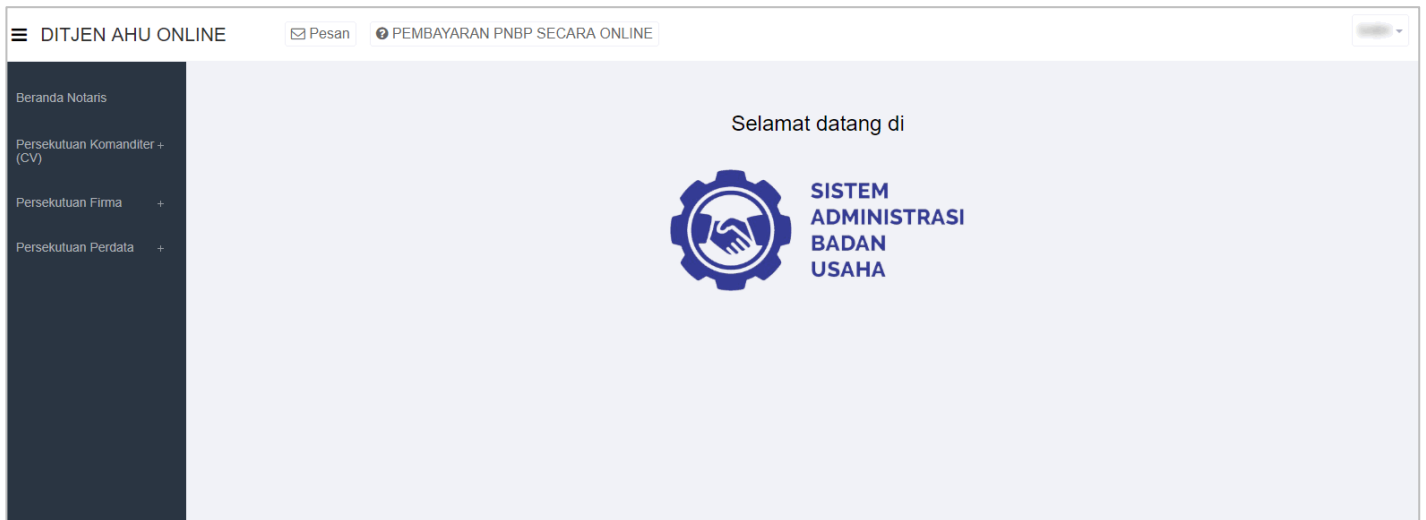 DITJEN AHU ONLINE
Pesan
PEMBAYARAN PNBP SECARA ONLINE
Beranda Notaris
Persekutuan Komanditer +
(CV)
Persekutuan Firma +
Persekutuan Perdata +
Selamat datang di
SISTEM
ADMINISTRASI
BADAN
USAHA